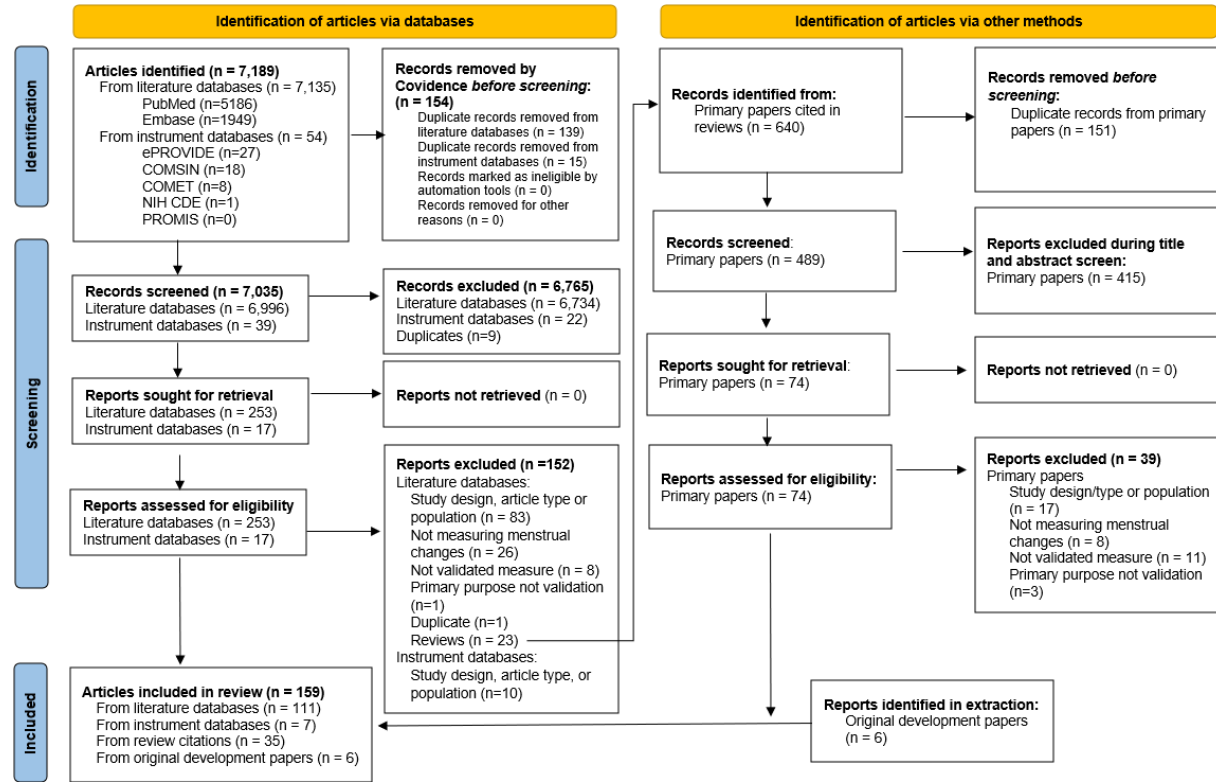 Identification of articles via databases
Identification of articles via other methods
Identification
Articles identified (n = 7,189)
From literature databases (n = 7,135)
PubMed (n=5186)
Embase (n=1949)
From instrument databases (n = 54)
ePROVIDE (n=27)
COMSIN (n=18)
COMET (n=8)
NIH CDE (n=1)
PROMIS (n=0)
Records removed by
Covidence before screening:
(n = 154)
Duplicate records removed from
literature databases (n = 139)
Duplicate records removed from
instrument databases (n = 15)
Records marked as ineligible by
automation tools (n = 0)
Records removed for other
reasons (n = 0)
Records identified from:
Primary papers cited in
reviews (n = 640)
Records removed before
screening:
Duplicate records from primary
papers (n = 151)
Screening
Records screened (n = 7,035)
Literature databases (n = 6,996)
Instrument databases (n = 39)
Records excluded (n = 6,765)
Literature databases (n = 6,734)
Instrument databases (n = 22)
Duplicates (n=9)
Records screened:
Primary papers (n = 489)
Reports excluded during title
and abstract screen:
Primary papers (n = 415)
Reports sought for retrieval
Literature databases (n = 253)
Instrument databases (n = 17)
Reports not retrieved (n = 0)
Reports sought for retrieval:
Primary papers (n = 74)
Reports not retrieved (n = 0)
Reports assessed for eligibility
Literature databases (n = 253)
Instrument databases (n = 17)
Reports excluded (n =152)
Literature databases:
Study design, article type or
population (n = 83)
Not measuring menstrual
changes (n = 26)
Not validated measure (n = 8)
Primary purpose not validation
(n=1)
Duplicate (n=1)
Reviews (n = 23)
Instrument databases:
Study design, article type, or
population (n=10)
Reports assessed for eligibility:
Primary papers (n = 74)
Reports excluded (n = 39)
Primary papers
Study design/type or population
(n = 17)
Not measuring menstrual
changes (n = 8)
Not validated measure (n = 11)
Primary purpose not validation
(n=3)
Included
Articles included in review (n = 159)
From literature databases (n = 111)
From instrument databases (n = 7)
From review citations (n = 35)
From original development papers (n = 6)
Reports identified in extraction:
Original development papers
(n = 6)